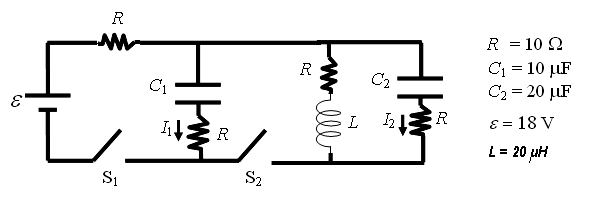 R
R
C₁
C₂
R = 10 Ω
C₁ = 10 μF
C₂ = 20 μF
ε
I₁
R
L
I₂
R
ε = 18 V
L = 20 μH
S₁
S₂